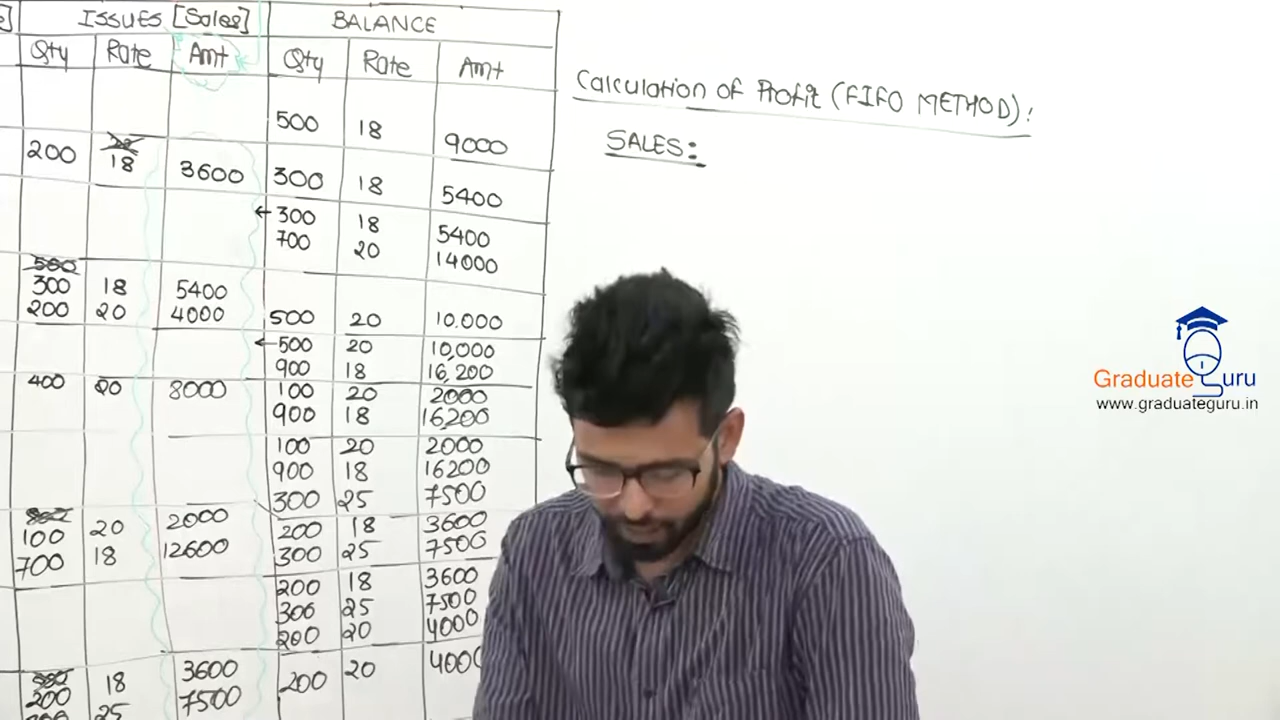 ISSUES [Sales] BALANCE
Qty Rate Amt Qty Rate Amt
500 18 9000
200 18 3600 300 18 5400
300 18 5400
700 20 14000
500
300 18 5400
200 20 4000 500 20 10.000
500 20 10,000
900 18 16,200
400 20 8000 100 20 2000
900 18 16200
100 20 2000
900 18 16200
300 25 7500
100 20 2000 200 18 3600
700 18 12600 300 25 7500
200 18 3600
300 25 7500
200 20 4000
18 3600 200 20 4000
200 25 7500
Calculation of Profit (FIFO METHOD):
SALES:
Graduate Guru
www.graduateguru.in